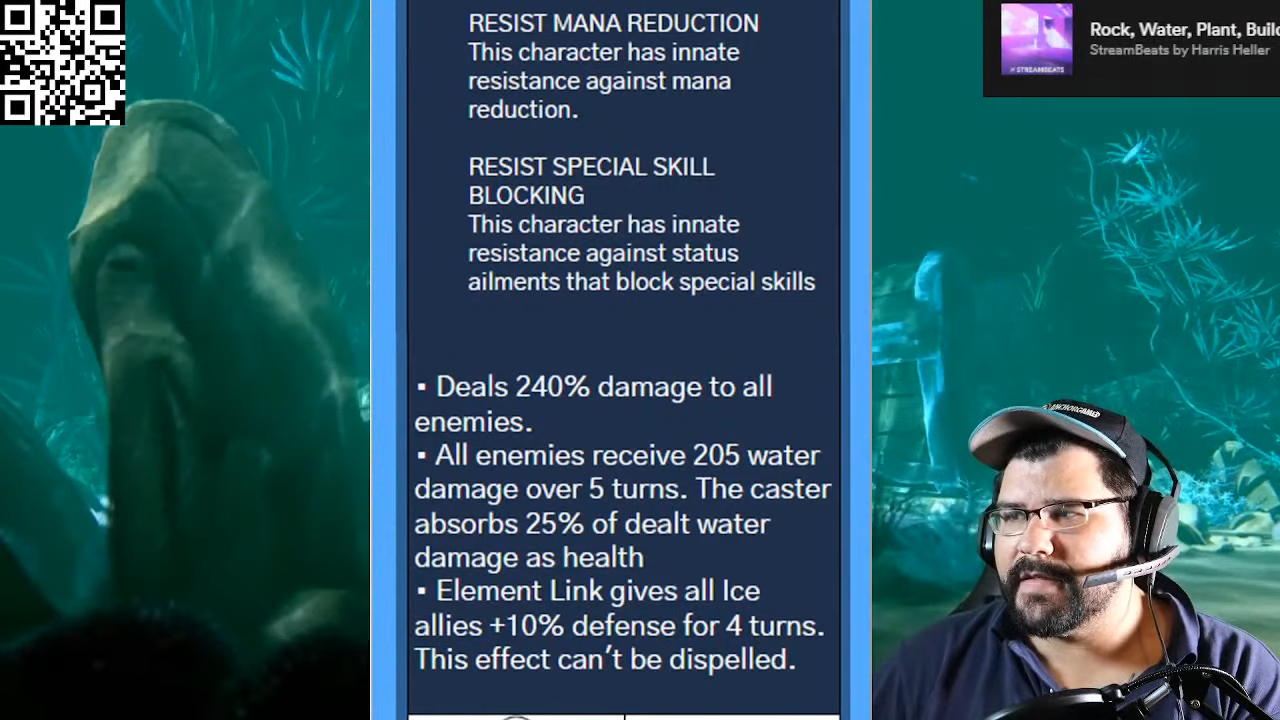 RESIST MANA REDUCTION
This character has innate
resistance against mana
reduction.
RESIST SPECIAL SKILL
BLOCKING
This character has innate
resistance against status
ailments that block special skills
▪ Deals 240% damage to all
enemies.
▪ All enemies receive 205 water
damage over 5 turns. The caster
absorbs 25% of dealt water
damage as health
▪ Element Link gives all Ice
allies +10% defense for 4 turns.
This effect can't be dispelled.
Rock, Water, Plant, Build
StreamBeats by Harris Heller
STREAMBEATS
ANCHORGAMER